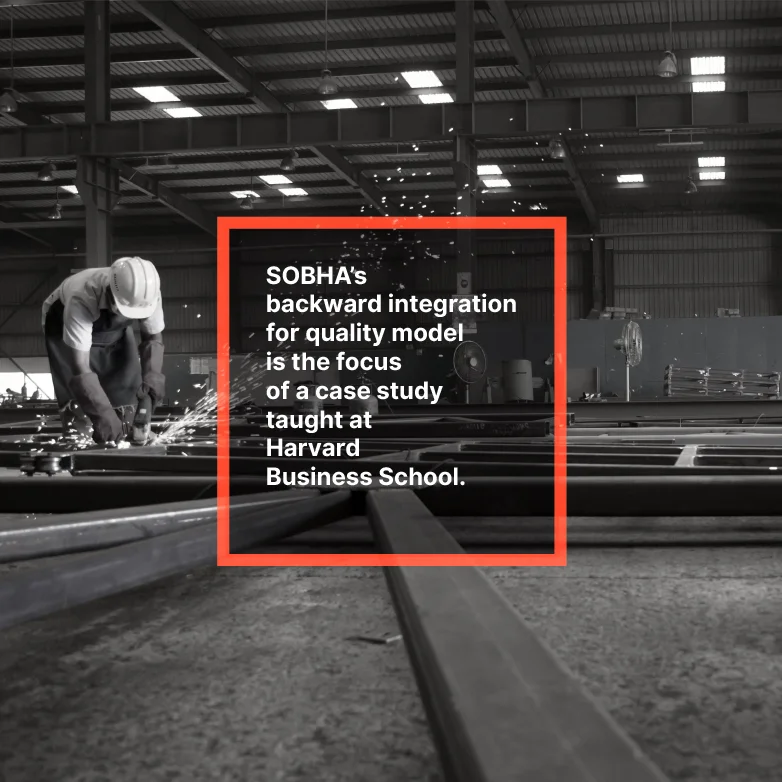 SOBHA's
backward integration
for quality model
is the focus
of a case study
taught at
Harvard
Business School.